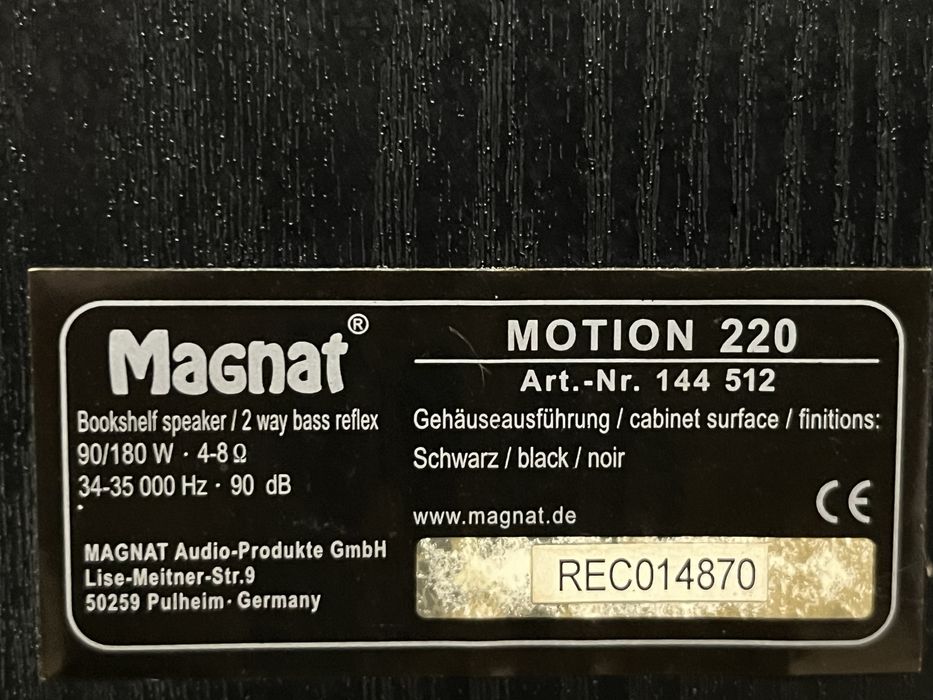 Magnat®
Bookshelf speaker / 2 way bass reflex
90/180 W · 4-8 Ω
34-35 000 Hz · 90 dB
MAGNAT Audio-Produkte GmbH
Lise-Meitner-Str.9
50259 Pulheim · Germany
MOTION 220
Art.-Nr. 144 512
Gehäuseausführung / cabinet surface / finitions:
Schwarz / black / noir
www.magnat.de
CE
REC014870